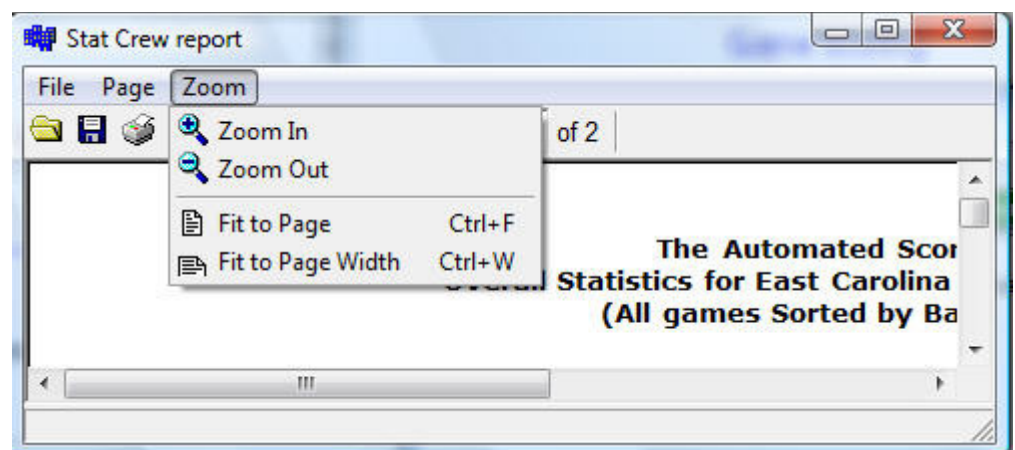 Stat Crew report
File Page Zoom
of 2
Zoom In
Zoom Out
Fit to Page Ctrl+F
Fit to Page Width Ctrl+W
The Automated Scor
Statistics for East Carolina
(All games Sorted by Ba